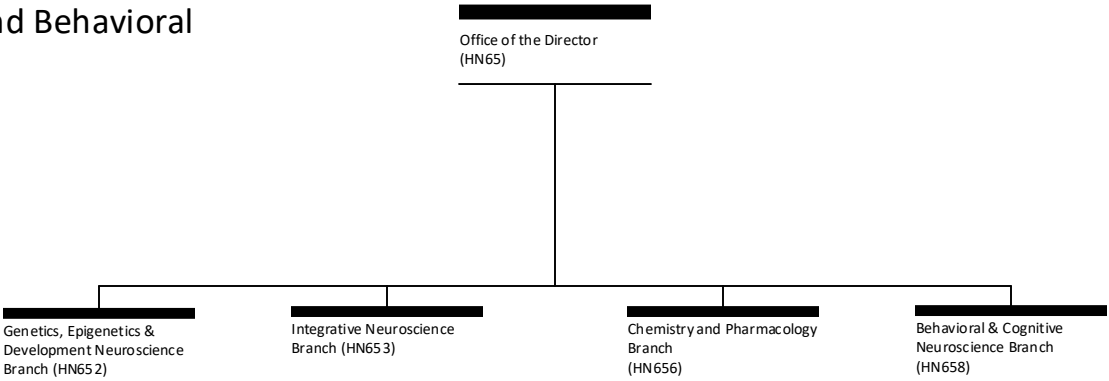 nd Behavioral
Office of the Director
(HN65)
Genetics, Epigenetics &
Development Neuroscience
Branch (HN652)
Integrative Neuroscience
Branch (HN653)
Chemistry and Pharmacology
Branch
(HN656)
Behavioral & Cognitive
Neuroscience Branch
(HN658)